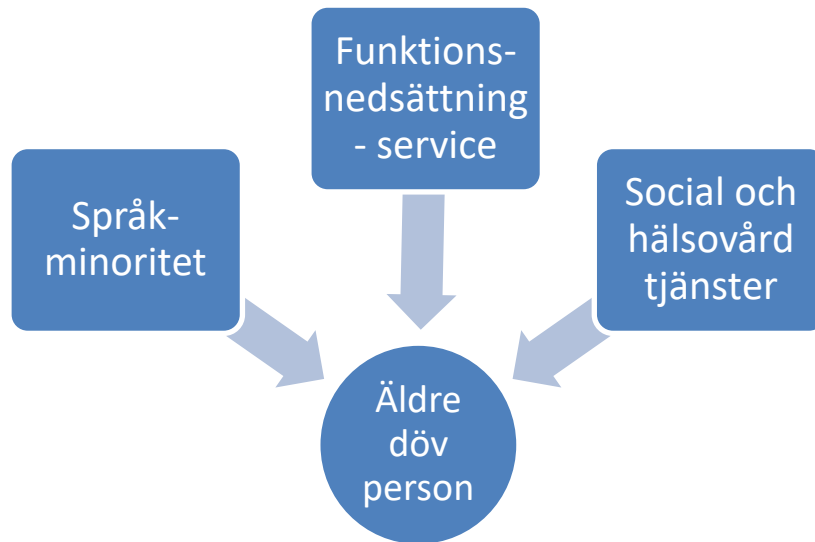 Funktions-
nedsättning
- service
Språk-
minoritet
Social och
hälsovård
tjänster
Äldre
döv
person